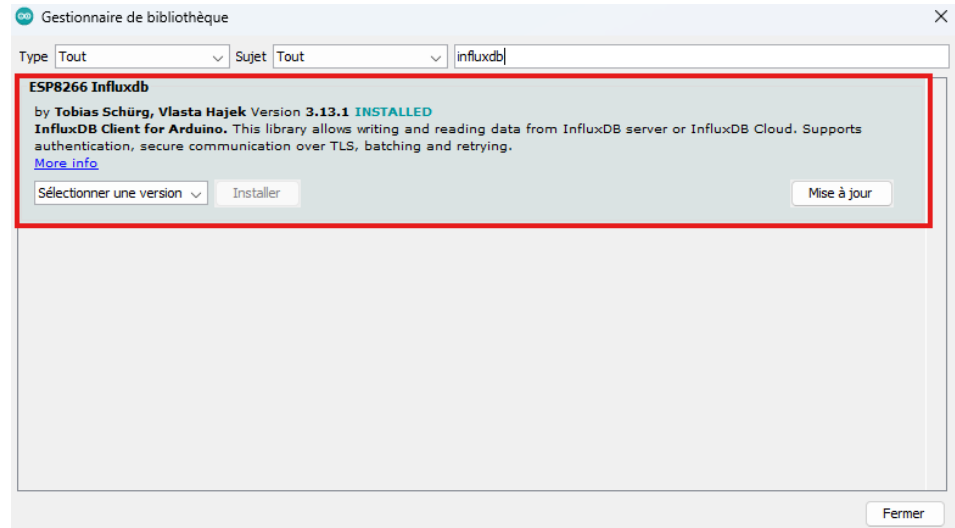 Gestionnaire de bibliothèque
Type Tout Sujet Tout influxdb
ESP8266 Influxdb
by Tobias Schürg, Vlasta Hajek Version 3.13.1 INSTALLED
InfluxDB Client for Arduino. This library allows writing and reading data from InfluxDB server or InfluxDB Cloud. Supports
authentication, secure communication over TLS, batching and retrying.
More info
Sélectionner une version Installer Mise à jour
Fermer